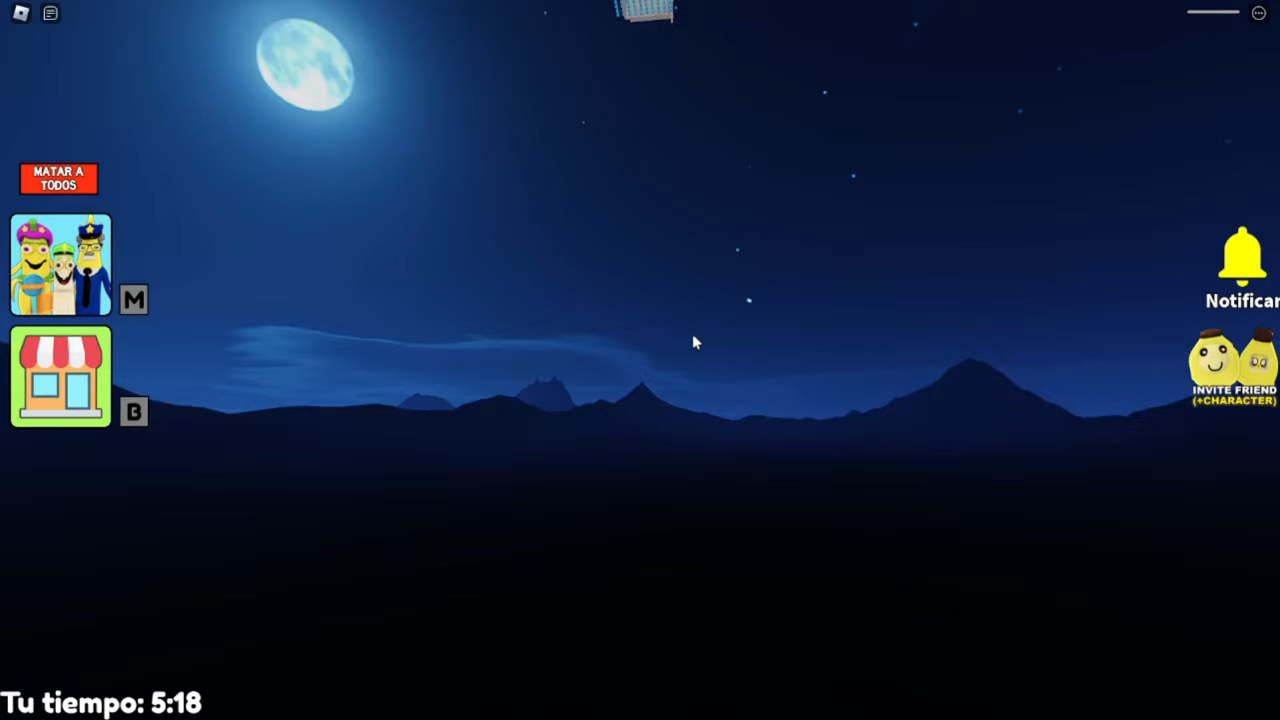 MATAR A
TODOS
M
B
Notificar
INVITE FRIEND
(+CHARACTER)
Tu tiempo: 5:18